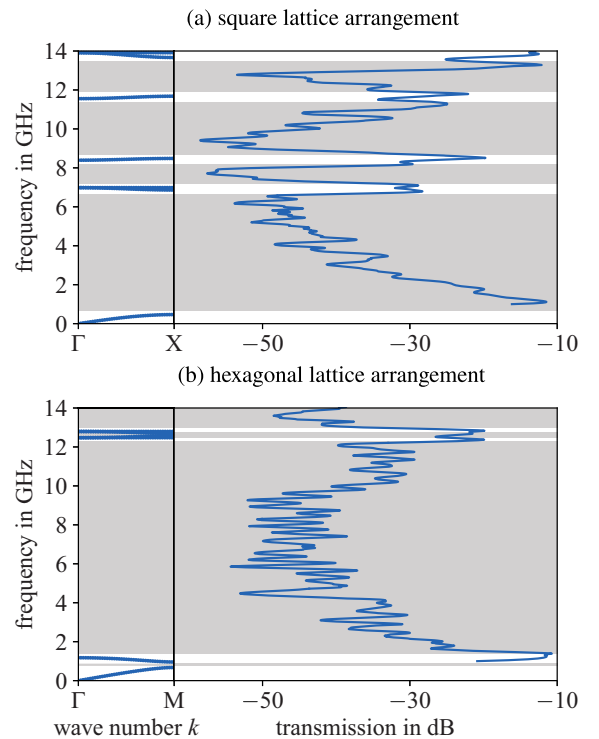 (a) square lattice arrangement
14
12
10
8
6
4
2
0
frequency in GHz
Γ X −50 −30 −10
(b) hexagonal lattice arrangement
14
12
10
8
6
4
2
0
frequency in GHz
Γ M −50 −30 −10
wave number k transmission in dB